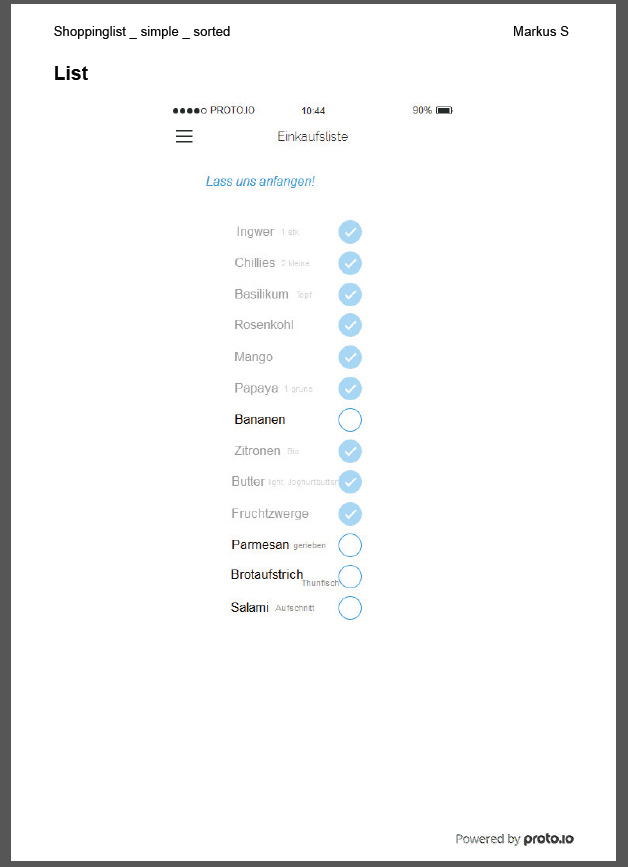 Shoppinglist _ simple _ sorted Markus S
List
PROTO.IO 10:44 90%
Einkaufsliste
Lass uns anfangen!
Ingwer 1 stk
Chillies 2 kleine
Basilikum Topf
Rosenkohl
Mango
Papaya 1 grüne
Bananen
Zitronen Bio
Butter light, Joghurtbutter
Fruchtzwerge
Parmesan gerieben
Brotaufstrich Thunfisch
Salami Aufschnitt
Powered by proto.io